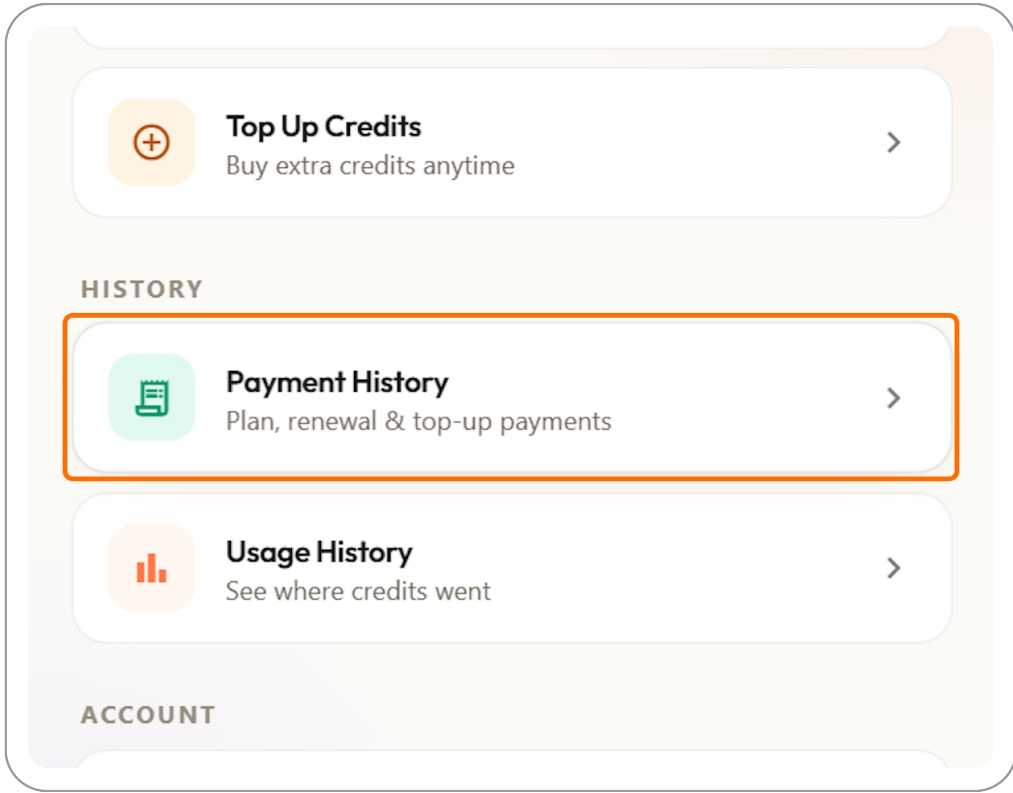 Top Up Credits
Buy extra credits anytime
HISTORY
Payment History
Plan, renewal & top-up payments
Usage History
See where credits went
ACCOUNT